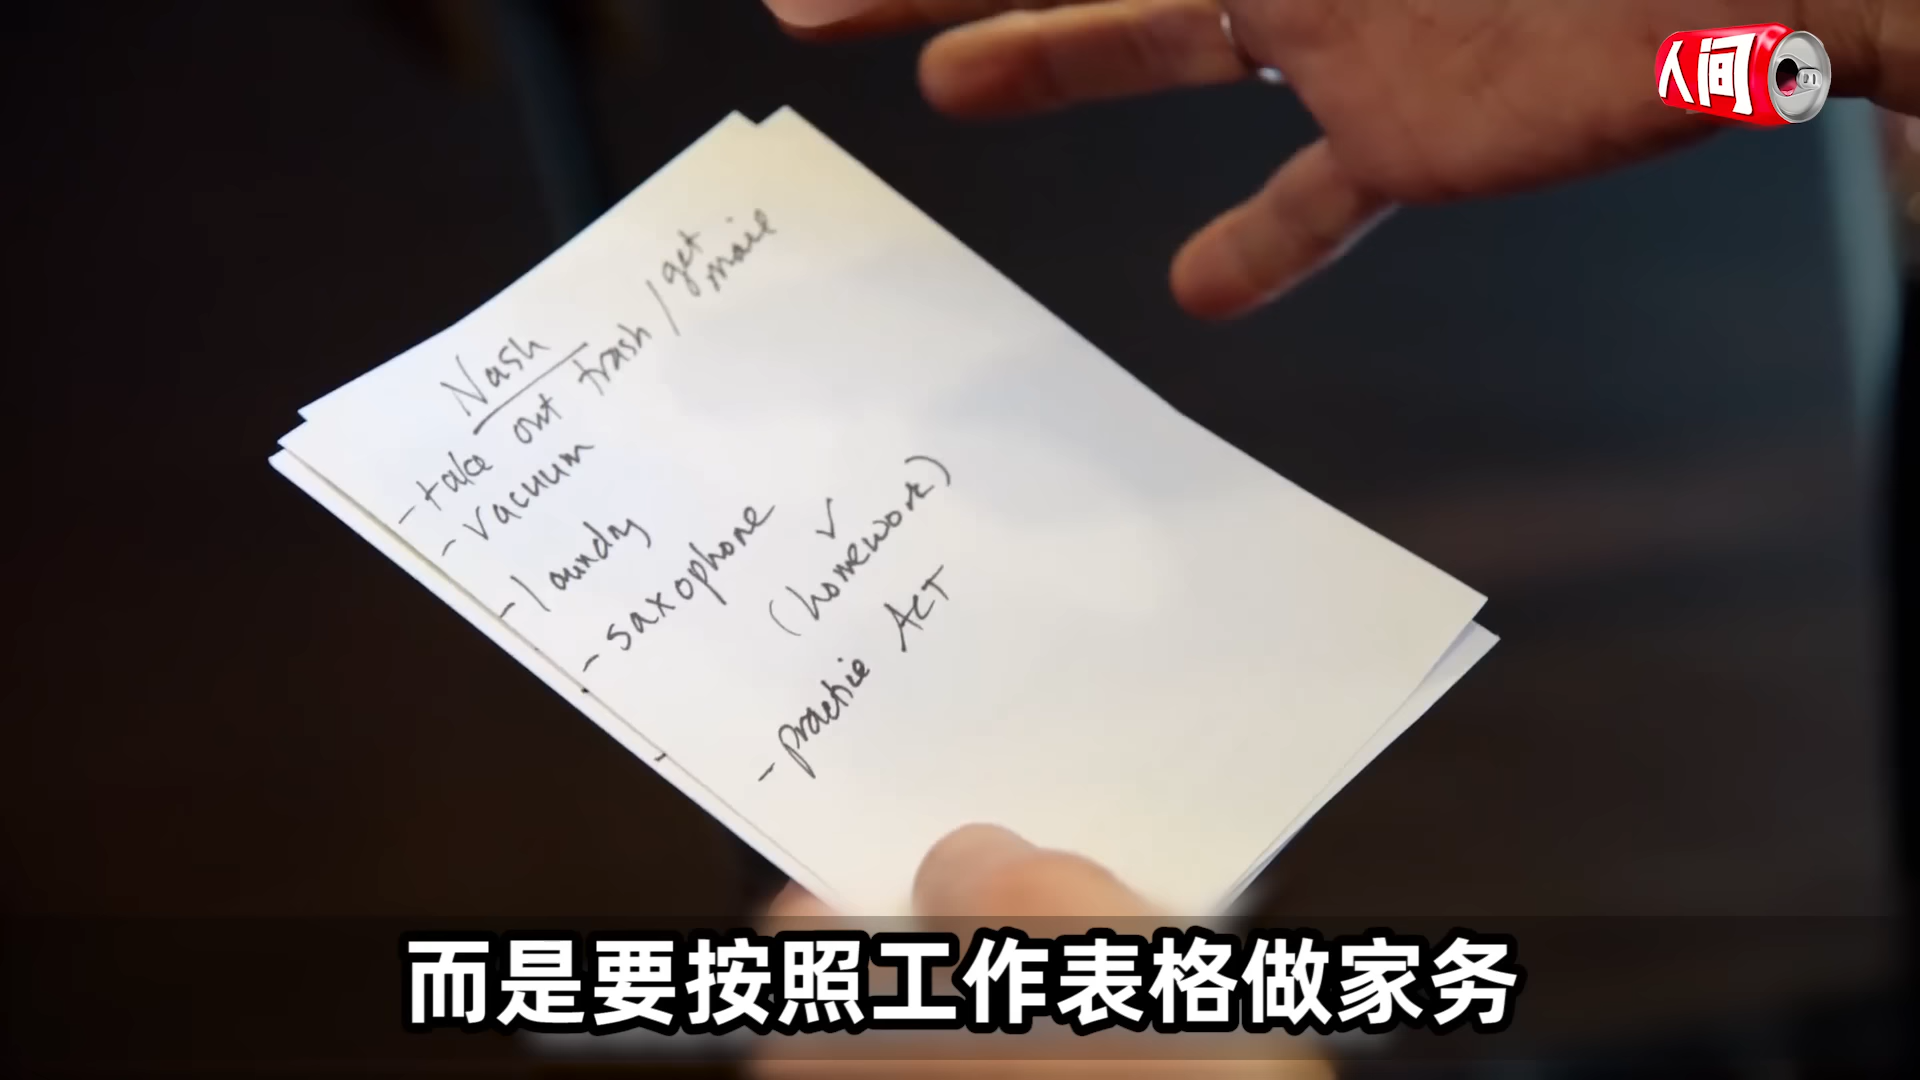 人间
Nash
- take out trash / get mail
- vacuum
- laundry
- saxophone
✓
(homework)
- practice ACT
而是要按照工作表格做家务